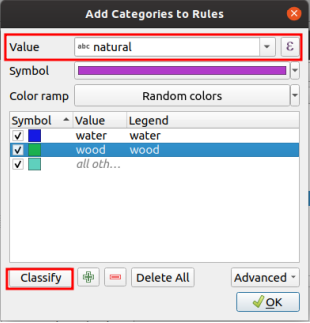 Add Categories to Rules
Value abc natural ε
Symbol
Color ramp Random colors
Symbol Value Legend
water water
wood wood
all oth...
Classify Delete All Advanced
OK